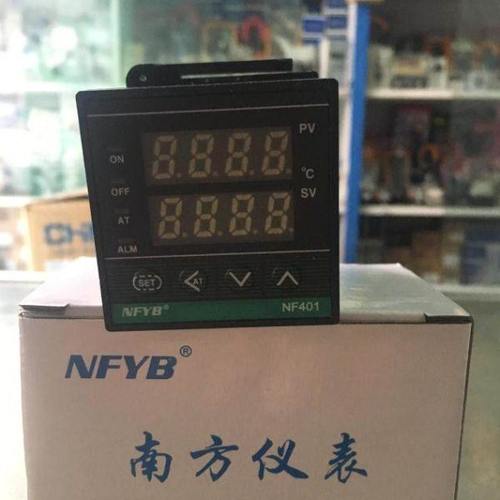 PV
8.8.8.8
ON
°C
OFF
SV
8.8.8.8
AT
ALM
SET
AT
NFYB®
NF401
NFYB®
南方仪表
CH